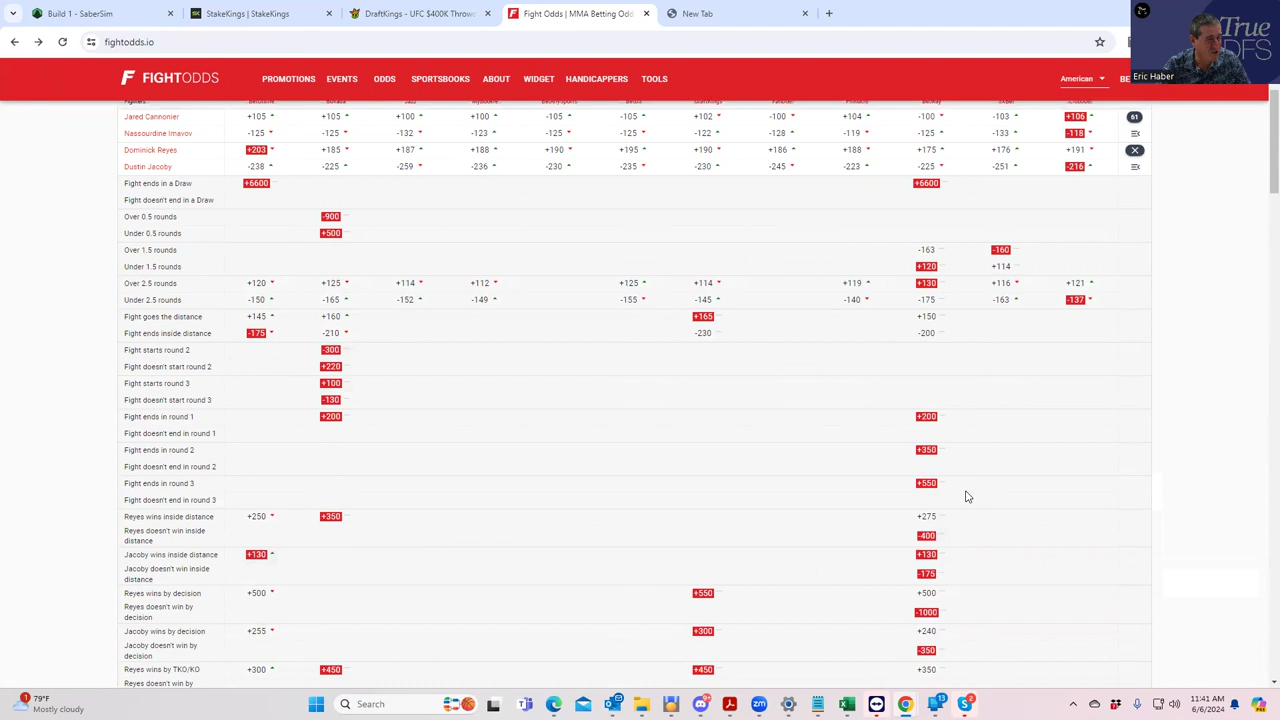 Build 1 - SaberSim
StakeKings | StakeKings
DraftKings - UFC $400K Throw
Fight Odds | MMA Betting Odd
New Tab
fightodds.io
True
DFS
Eric Haber
FIGHTODDS PROMOTIONS EVENTS ODDS SPORTSBOOKS ABOUT WIDGET HANDICAPPERS TOOLS American BE
Jared Cannonier +105 +105 +100 +100 -105 -105 +102 -100 +104 -100 -103 +106 61
Nassourdine Imavov -125 -125 -132 -123 -125 -125 -122 -128 -119 -125 -133 -118
Dominick Reyes +203 +185 +187 +188 +190 +195 +190 +186 +188 +175 +176 +191
Dustin Jacoby -238 -225 -259 -236 -230 -235 -230 -245 -223 -225 -251 -216
Fight ends in a Draw +6600 +6600
Fight doesn't end in a Draw
Over 0.5 rounds -900
Under 0.5 rounds +500
Over 1.5 rounds -163 -160
Under 1.5 rounds +120 +114
Over 2.5 rounds +120 +125 +114 +112 +125 +114 +119 +130 +116 +121
Under 2.5 rounds -150 -165 -152 -149 -155 -145 -140 -175 -163 -137
Fight goes the distance +145 +160 +165 +150
Fight ends inside distance -175 -210 -230 -200
Fight starts round 2 -300
Fight doesn't start round 2 +220
Fight starts round 3 +100
Fight doesn't start round 3 -130
Fight ends in round 1 +200 +200
Fight doesn't end in round 1
Fight ends in round 2 +350
Fight doesn't end in round 2
Fight ends in round 3 +550
Fight doesn't end in round 3
Reyes wins inside distance +250 +350 +275
Reyes doesn't win inside
distance -400
Jacoby wins inside distance +130 +130
Jacoby doesn't win inside
distance -175
Reyes wins by decision +500 +550 +500
Reyes doesn't win by
decision -1000
Jacoby wins by decision +255 +300 +240
Jacoby doesn't win by
decision -350
Reyes wins by TKO/KO +300 +450 +450 +350
Reyes doesn't win by
79°F
Mostly cloudy
Search
11:41 AM
6/6/2024